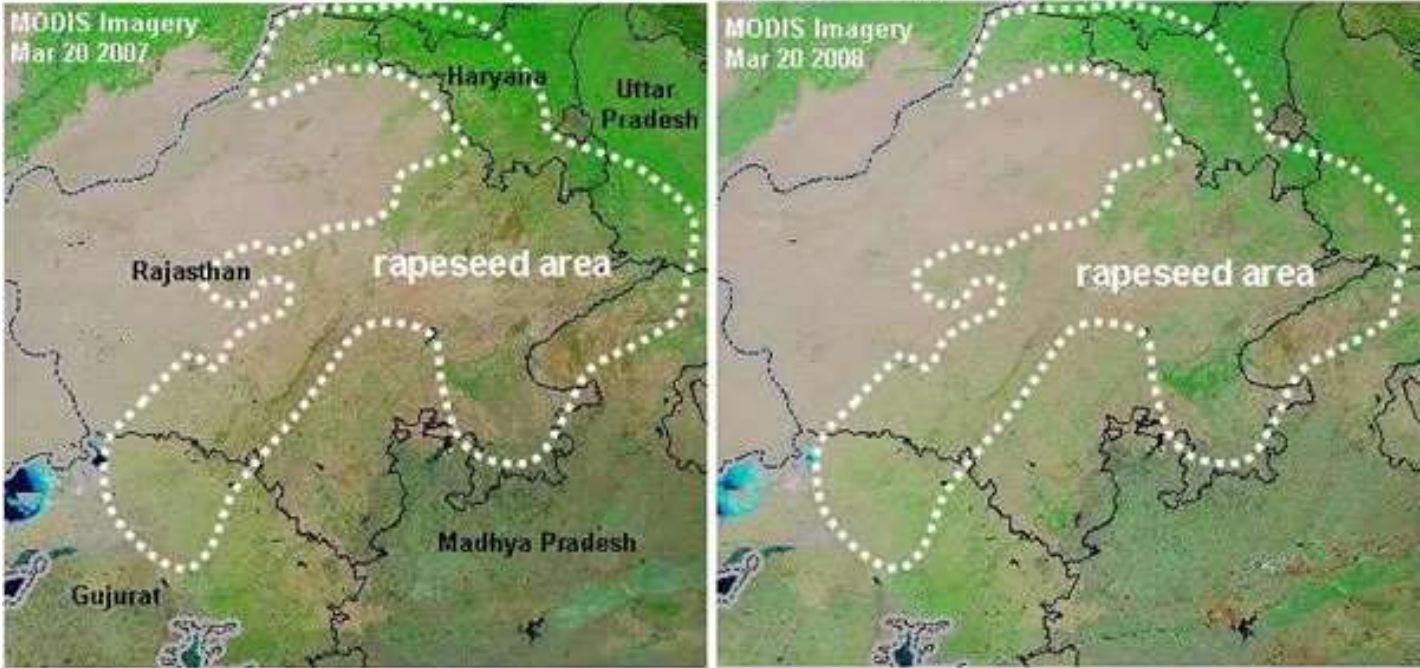 MODIS Imagery
Mar 20 2007
Haryana
Uttar
Pradesh
Rajasthan
rapeseed area
Madhya Pradesh
Gujurat
MODIS Imagery
Mar 20 2008
rapeseed area